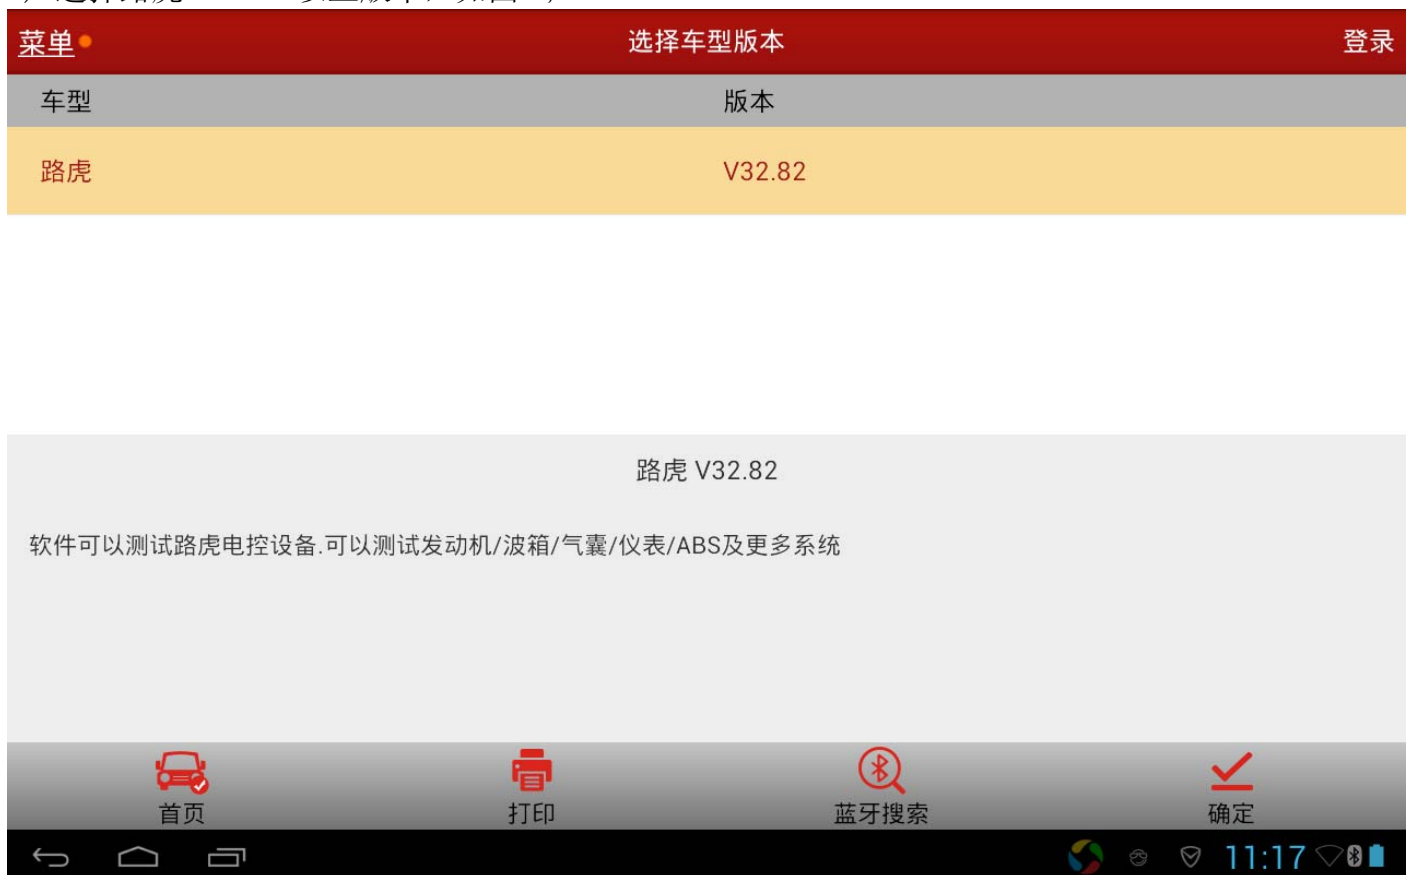 菜单
选择车型版本
登录
车型
版本
路虎
V32.82
路虎 V32.82
软件可以测试路虎电控设备.可以测试发动机/波箱/气囊/仪表/ABS及更多系统
首页
打印
蓝牙搜索
确定
11:17